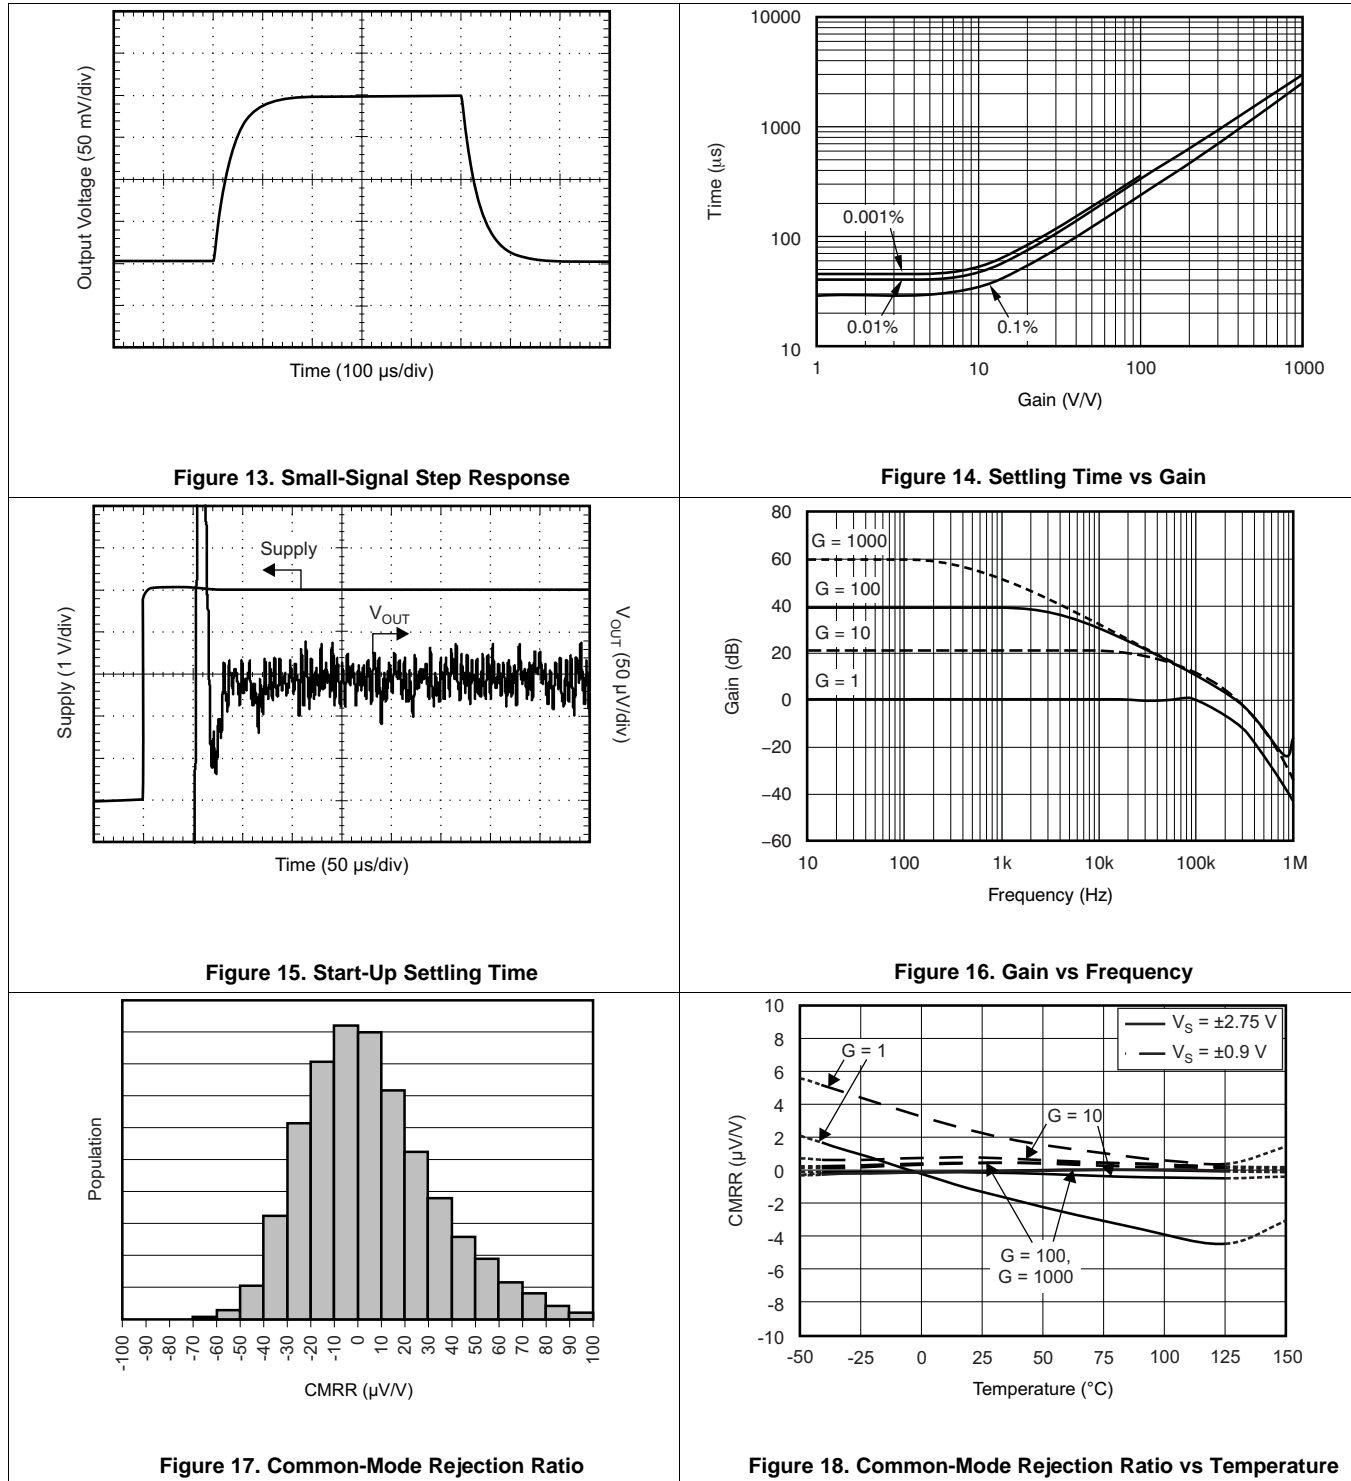 Output Voltage (50 mV/div)
Time (100 µs/div)
Figure 13. Small-Signal Step Response
10000
1000
100
10
Time (µs)
0.001%
0.01%
0.1%
1
10
100
1000
Gain (V/V)
Figure 14. Settling Time vs Gain
Supply (1 V/div)
Supply
VOUT
VOUT (50 µV/div)
Time (50 µs/div)
Figure 15. Start-Up Settling Time
80
60
40
20
0
–20
–40
–60
Gain (dB)
G = 1000
G = 100
G = 10
G = 1
10
100
1k
10k
100k
1M
Frequency (Hz)
Figure 16. Gain vs Frequency
Population
-100
-90
-80
-70
-60
-50
-40
-30
-20
-10
0
10
20
30
40
50
60
70
80
90
100
CMRR (µV/V)
Figure 17. Common-Mode Rejection Ratio
10
8
6
4
2
0
-2
-4
-6
-8
-10
CMRR (µV/V)
VS = ±2.75 V
VS = ±0.9 V
G = 1
G = 10
G = 100,
G = 1000
-50
-25
0
25
50
75
100
125
150
Temperature (°C)
Figure 18. Common-Mode Rejection Ratio vs Temperature